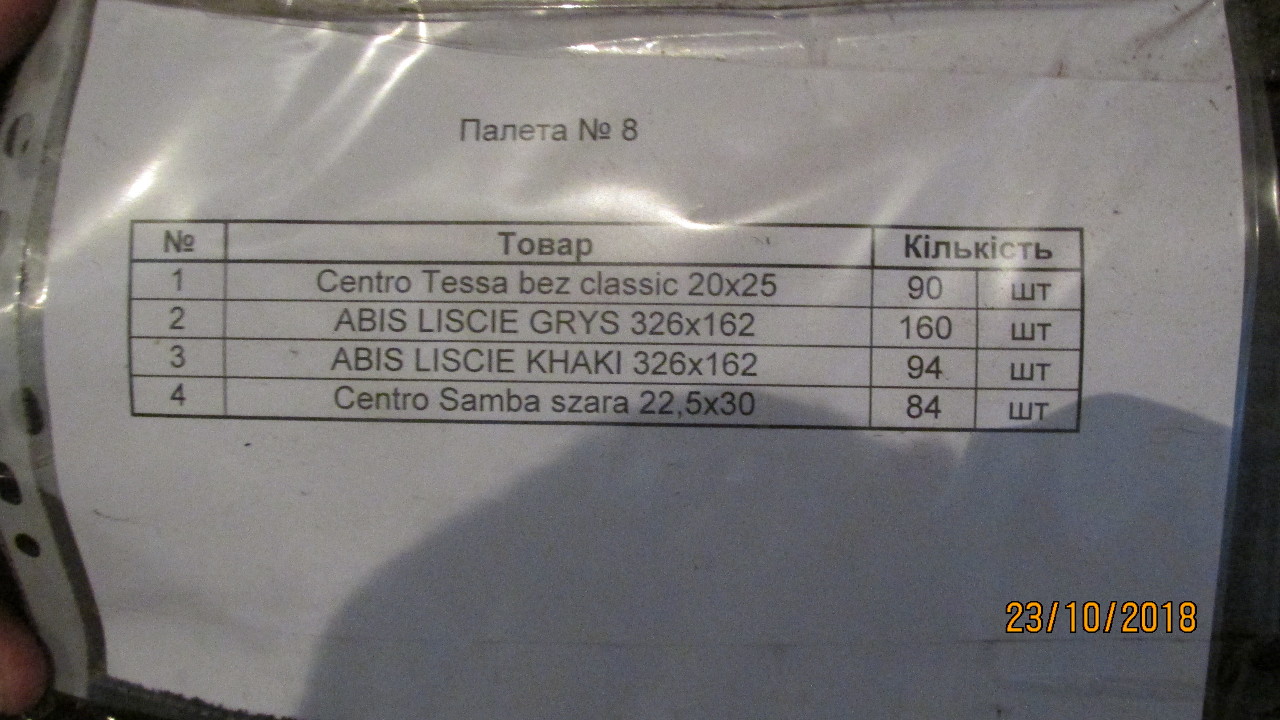 Палета № 8
№ Товар Кількість
1 Centro Tessa bez classic 20x25 90 шт
2 ABIS LISCIE GRYS 326x162 160 шт
3 ABIS LISCIE KHAKI 326x162 94 шт
4 Centro Samba szara 22,5x30 84 шт
23/10/2018